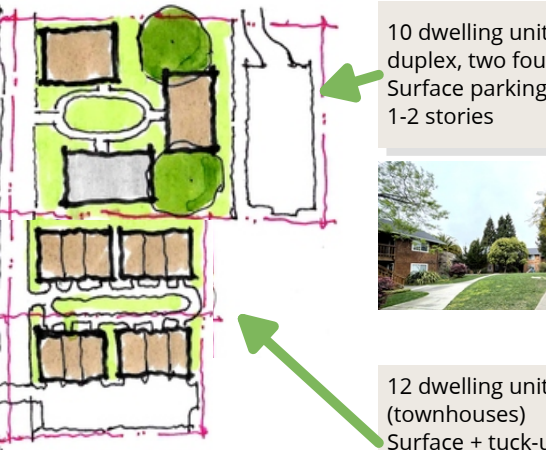 10 dwelling unit
duplex, two fou
Surface parking
1-2 stories
12 dwelling unit
(townhouses)
Surface + tuck-u